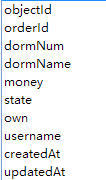 objectId
orderId
dormNum
dormName
money
state
own
username
createdAt
updatedAt